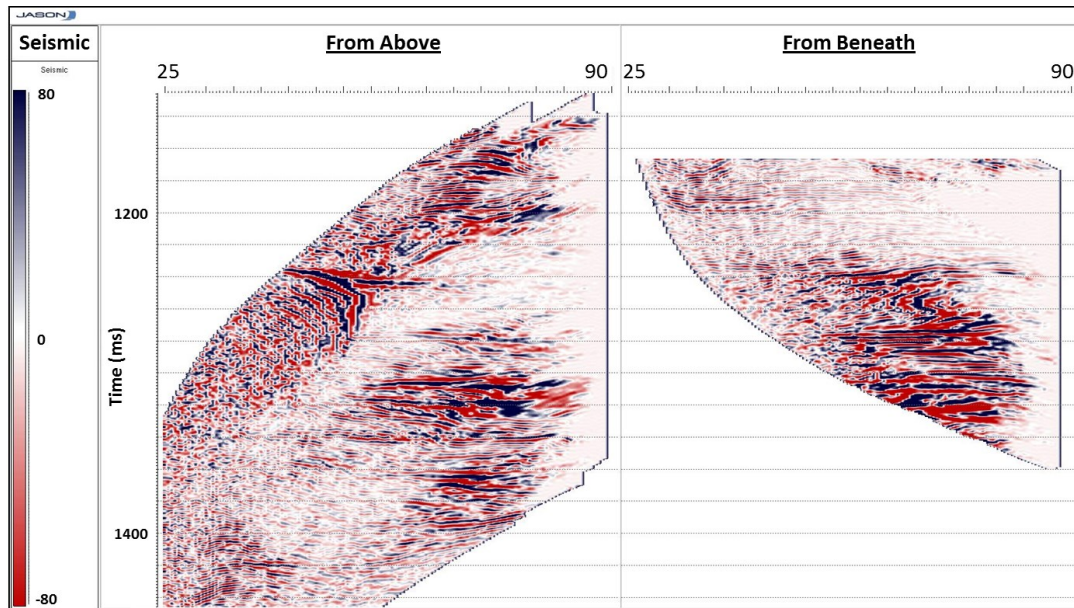 JASON
Seismic
From Above
From Beneath
Seismic
25
90
25
90
80
0
-80
Time (ms)
1200
1400